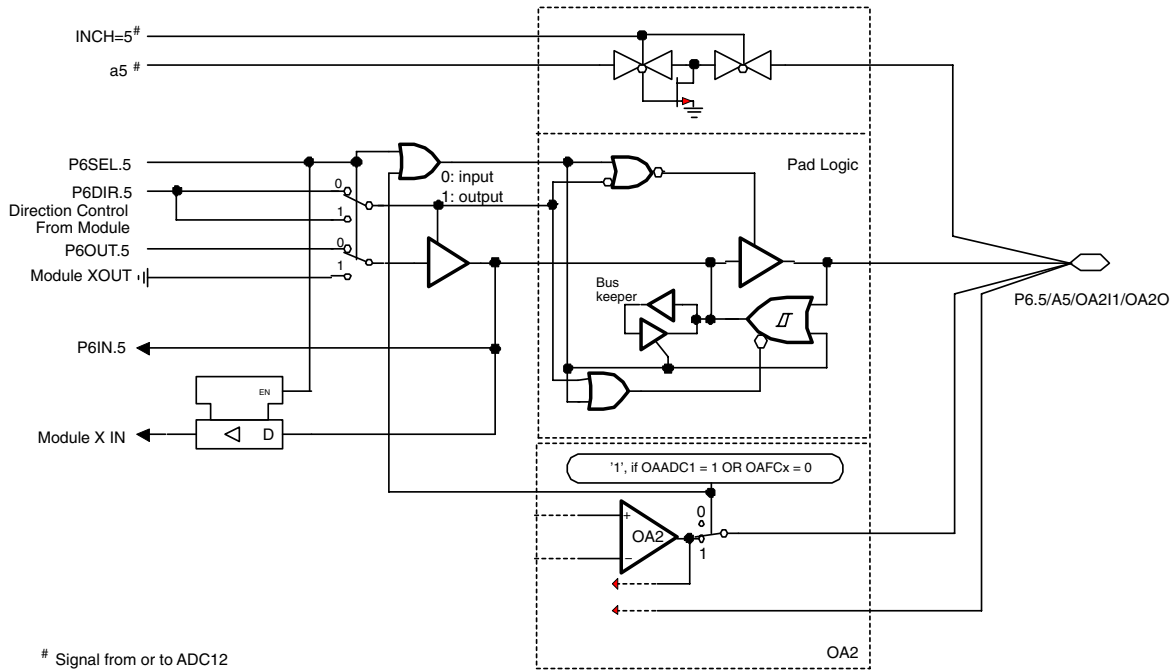 INCH=5#
a5 #
P6SEL.5
P6DIR.5
Direction Control
From Module
P6OUT.5
Module XOUT
P6IN.5
Module X IN
EN
D
0
1
0
1
0: input
1: output
Pad Logic
Bus
keeper
P6.5/A5/OA2I1/OA2O
'1', if OAADC1 = 1 OR OAFCx = 0
+
OA2
−
0
1
OA2
# Signal from or to ADC12